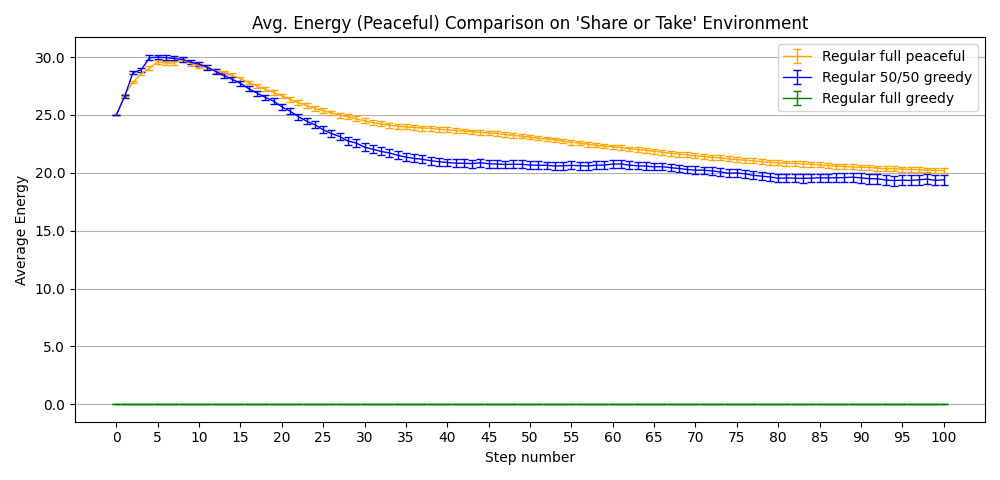 Avg. Energy (Peaceful) Comparison on 'Share or Take' Environment
30.0
25.0
20.0
15.0
10.0
5.0
0.0
Average Energy
Regular full peaceful
Regular 50/50 greedy
Regular full greedy
0 5 10 15 20 25 30 35 40 45 50 55 60 65 70 75 80 85 90 95 100
Step number